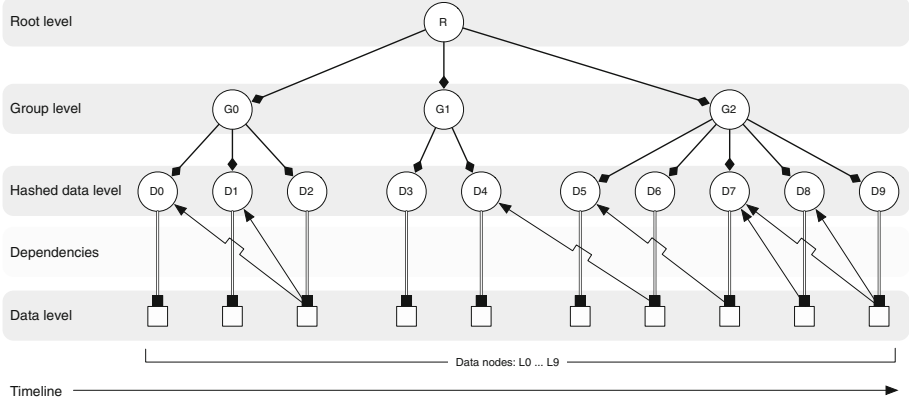 Root level
R
Group level
G0
G1
G2
Hashed data level
D0
D1
D2
D3
D4
D5
D6
D7
D8
D9
Dependencies
Data level
Data nodes: L0 ... L9
Timeline